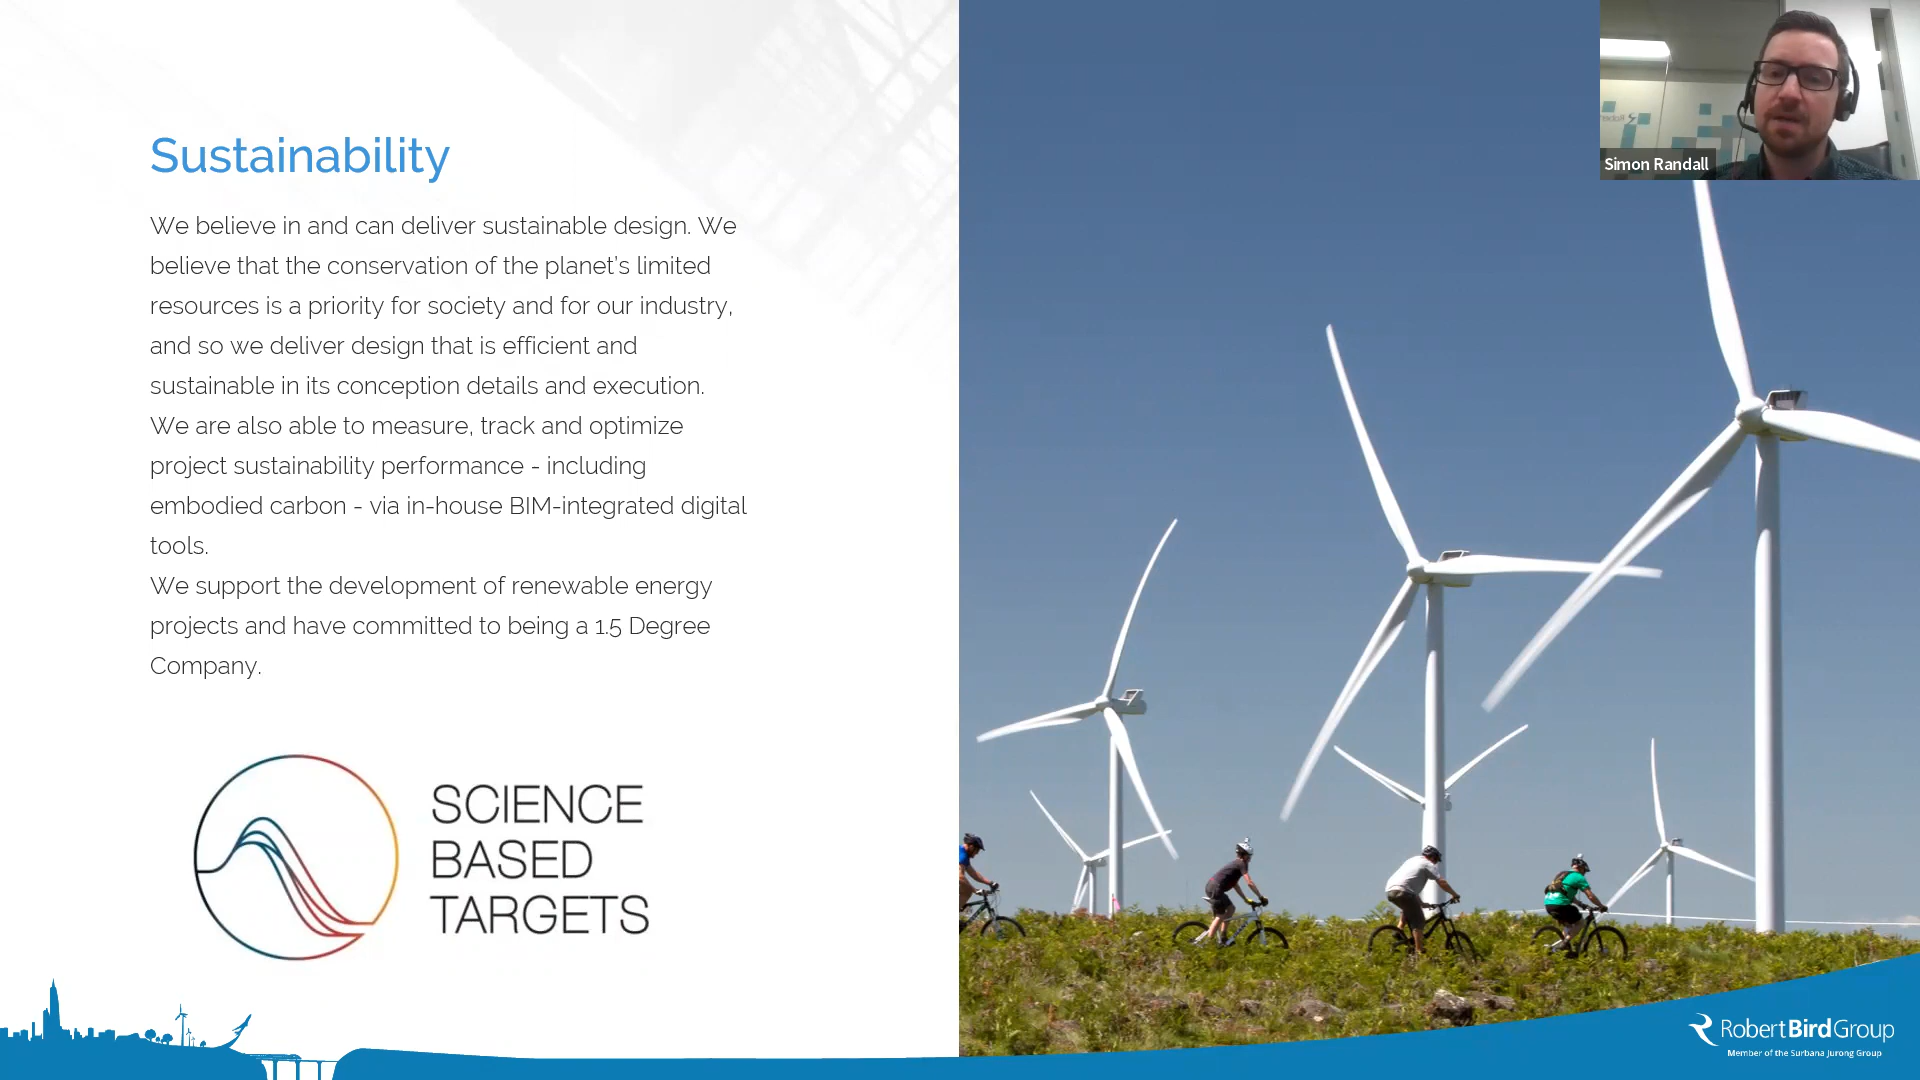 Sustainability
We believe in and can deliver sustainable design. We
believe that the conservation of the planet's limited
resources is a priority for society and for our industry,
and so we deliver design that is efficient and
sustainable in its conception details and execution.
We are also able to measure, track and optimize
project sustainability performance - including
embodied carbon - via in-house BIM-integrated digital
tools.
We support the development of renewable energy
projects and have committed to being a 1.5 Degree
Company.
SCIENCE
BASED
TARGETS
Simon Randall
RobertBirdGroup
Member of the Surbana Jurong Group